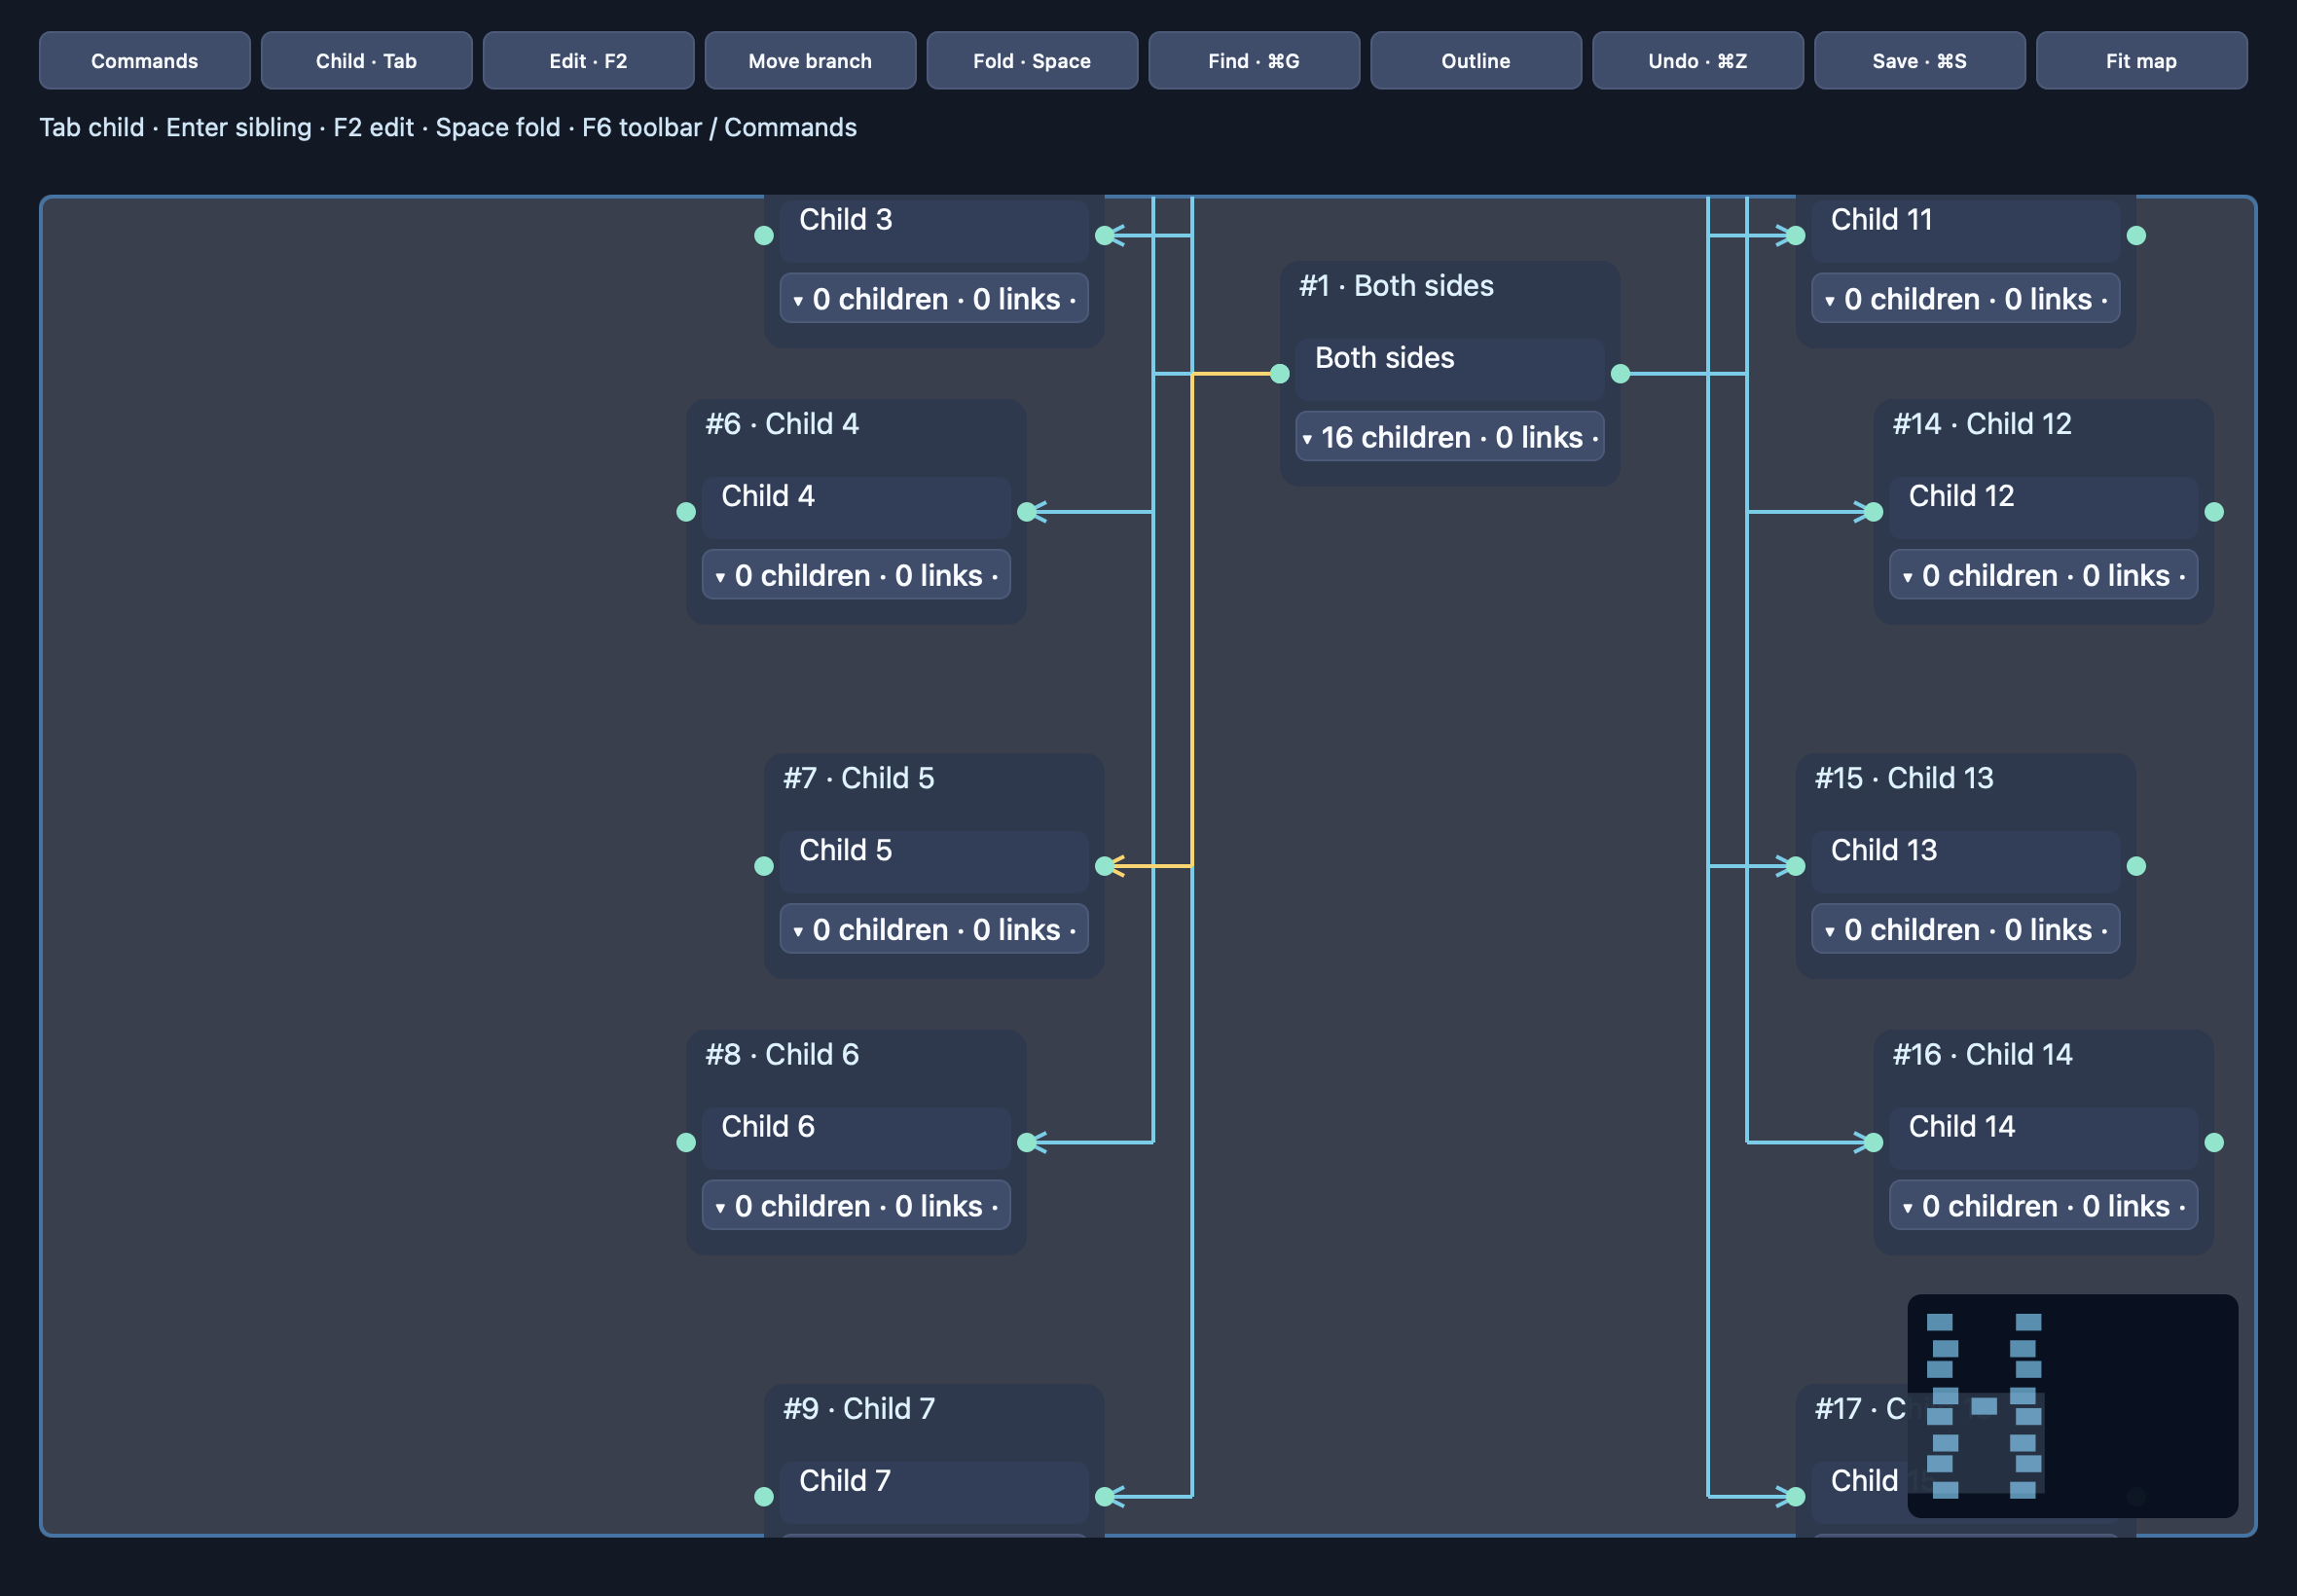 Commands
Child · Tab
Edit · F2
Move branch
Fold · Space
Find · ⌘G
Outline
Undo · ⌘Z
Save · ⌘S
Fit map
Tab child · Enter sibling · F2 edit · Space fold · F6 toolbar / Commands
Child 3
▾ 0 children · 0 links ·
Child 11
▾ 0 children · 0 links ·
#1 · Both sides
Both sides
▾ 16 children · 0 links ·
#6 · Child 4
Child 4
▾ 0 children · 0 links ·
#14 · Child 12
Child 12
▾ 0 children · 0 links ·
#7 · Child 5
Child 5
▾ 0 children · 0 links ·
#15 · Child 13
Child 13
▾ 0 children · 0 links ·
#8 · Child 6
Child 6
▾ 0 children · 0 links ·
#16 · Child 14
Child 14
▾ 0 children · 0 links ·
#9 · Child 7
Child 7
#17 · C
Child